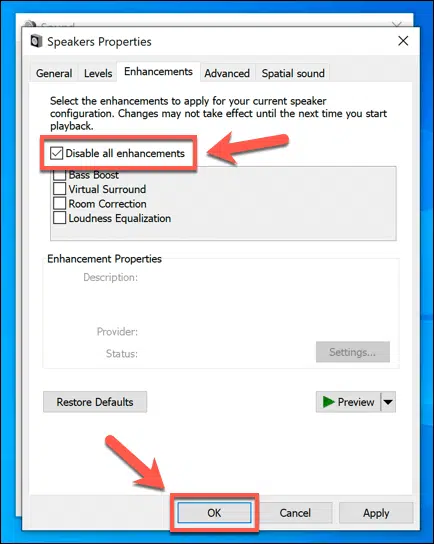 Sound
Speakers Properties
General Levels Enhancements Advanced Spatial sound
Select the enhancements to apply for your current speaker
configuration. Changes may not take effect until the next time you start
playback.
Disable all enhancements
Bass Boost
Virtual Surround
Room Correction
Loudness Equalization
Enhancement Properties
Description:
Provider:
Status:
Settings...
Restore Defaults
Preview
OK Cancel Apply